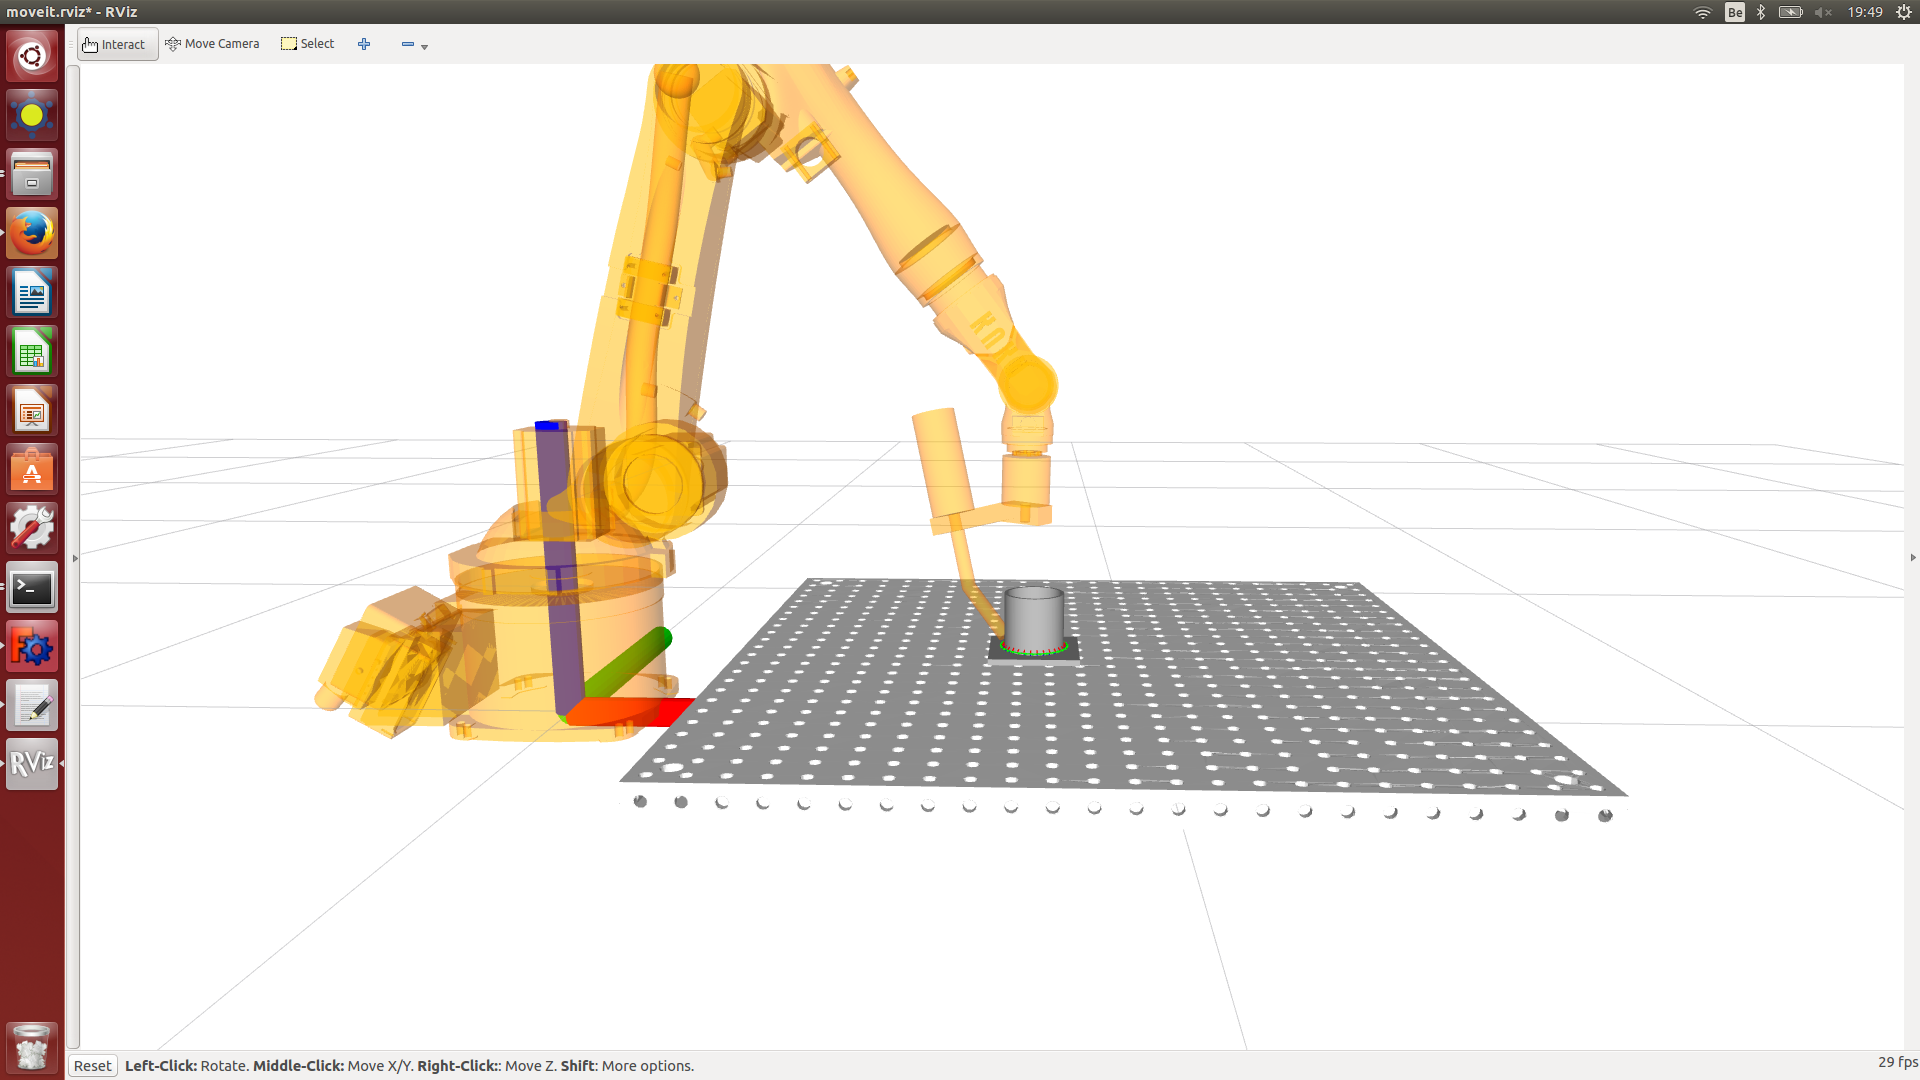 moveit.rviz* - RViz
Be
19:49
Interact
Move Camera
Select
RViz
Reset
Left-Click: Rotate. Middle-Click: Move X/Y. Right-Click:: Move Z. Shift: More options.
29 fps